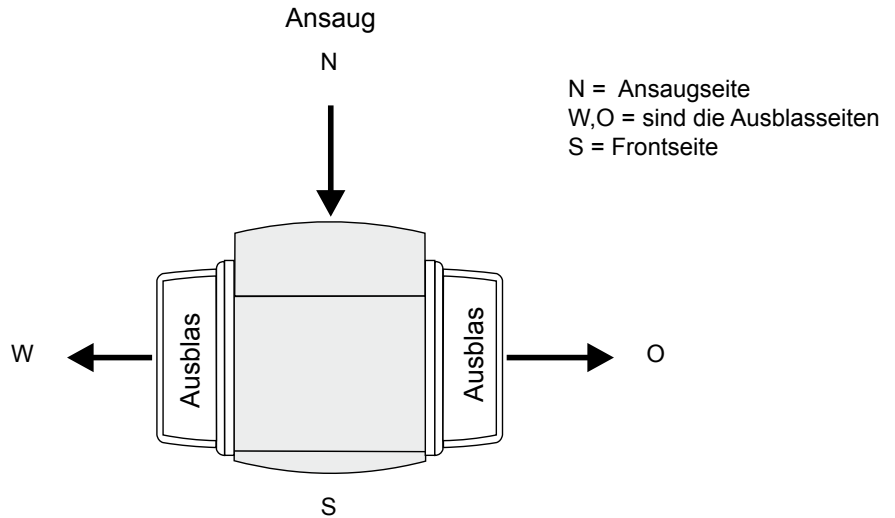 Ansaug
N
N = Ansaugseite
W,O = sind die Ausblasseiten
S = Frontseite
W
Ausblas
Ausblas
O
S